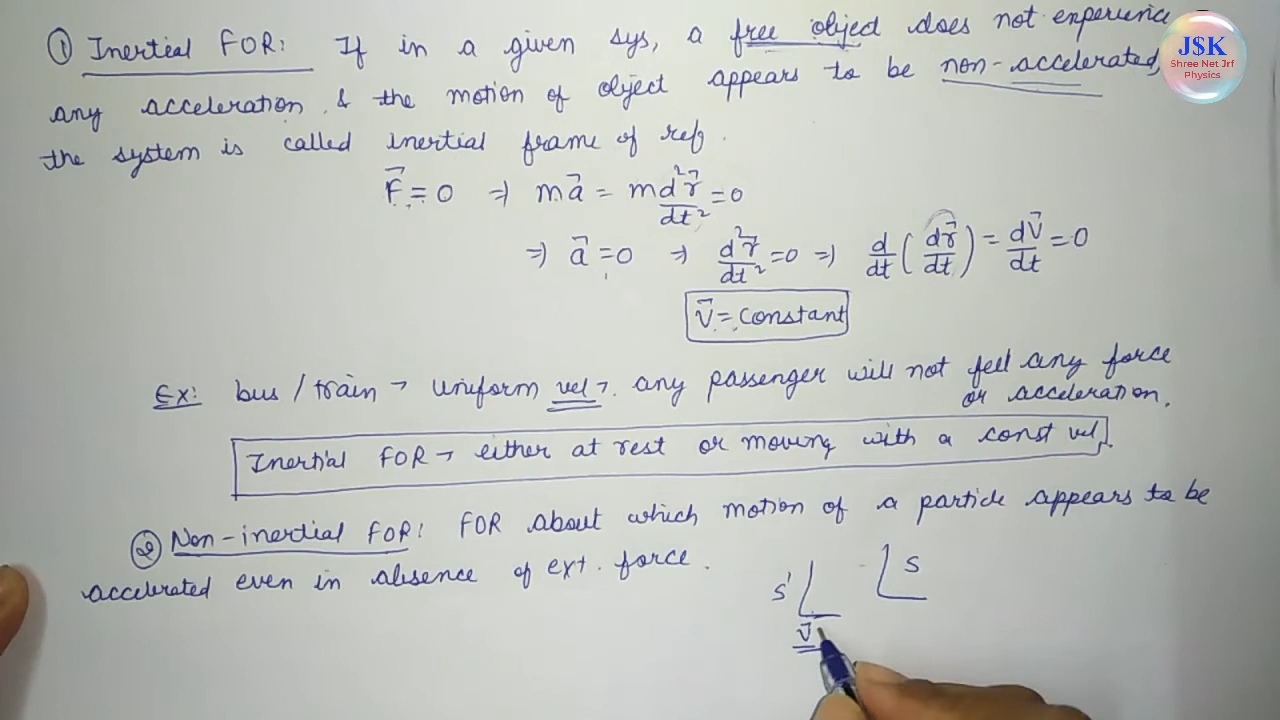 ① Inertial FOR: If in a given sys, a free object does not experience
any acceleration & the motion of object appears to be non-accelerated,
the system is called inertial frame of ref.
F⃗ = 0 ⇒ ma⃗ = m d²r⃗/dt² = 0
⇒ a⃗ = 0 ⇒ d²r⃗/dt² = 0 ⇒ d/dt (dr⃗/dt) = dv⃗/dt = 0
v⃗ = constant
Ex: bus / train → uniform vel → any passenger will not feel any force
or acceleration.
Inertial FOR → either at rest or moving with a const vel.
② Non-inertial FOR: FOR about which motion of a particle appears to be
accelerated even in absence of ext. force.
S' S
v⃗
JSK
Shree Net Jrf
Physics